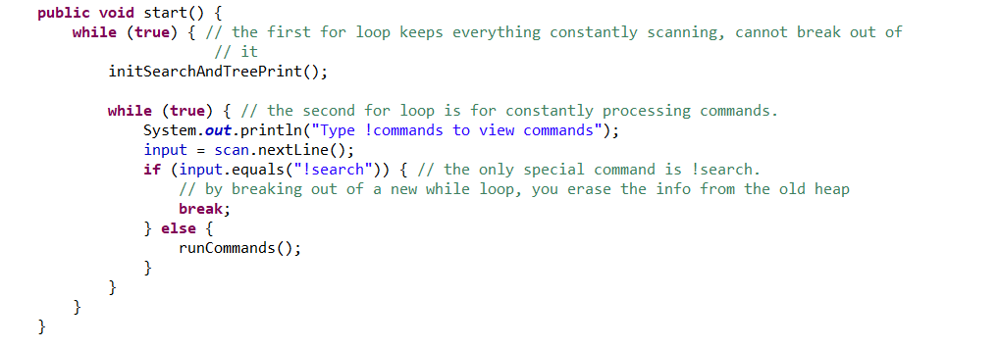 public void start() {
while (true) { // the first for loop keeps everything constantly scanning, cannot break out of
// it
initSearchAndTreePrint();
while (true) { // the second for loop is for constantly processing commands.
System.out.println("Type !commands to view commands");
input = scan.nextLine();
if (input.equals("!search")) { // the only special command is !search.
// by breaking out of a new while loop, you erase the info from the old heap
break;
} else {
runCommands();
}
}
}
}